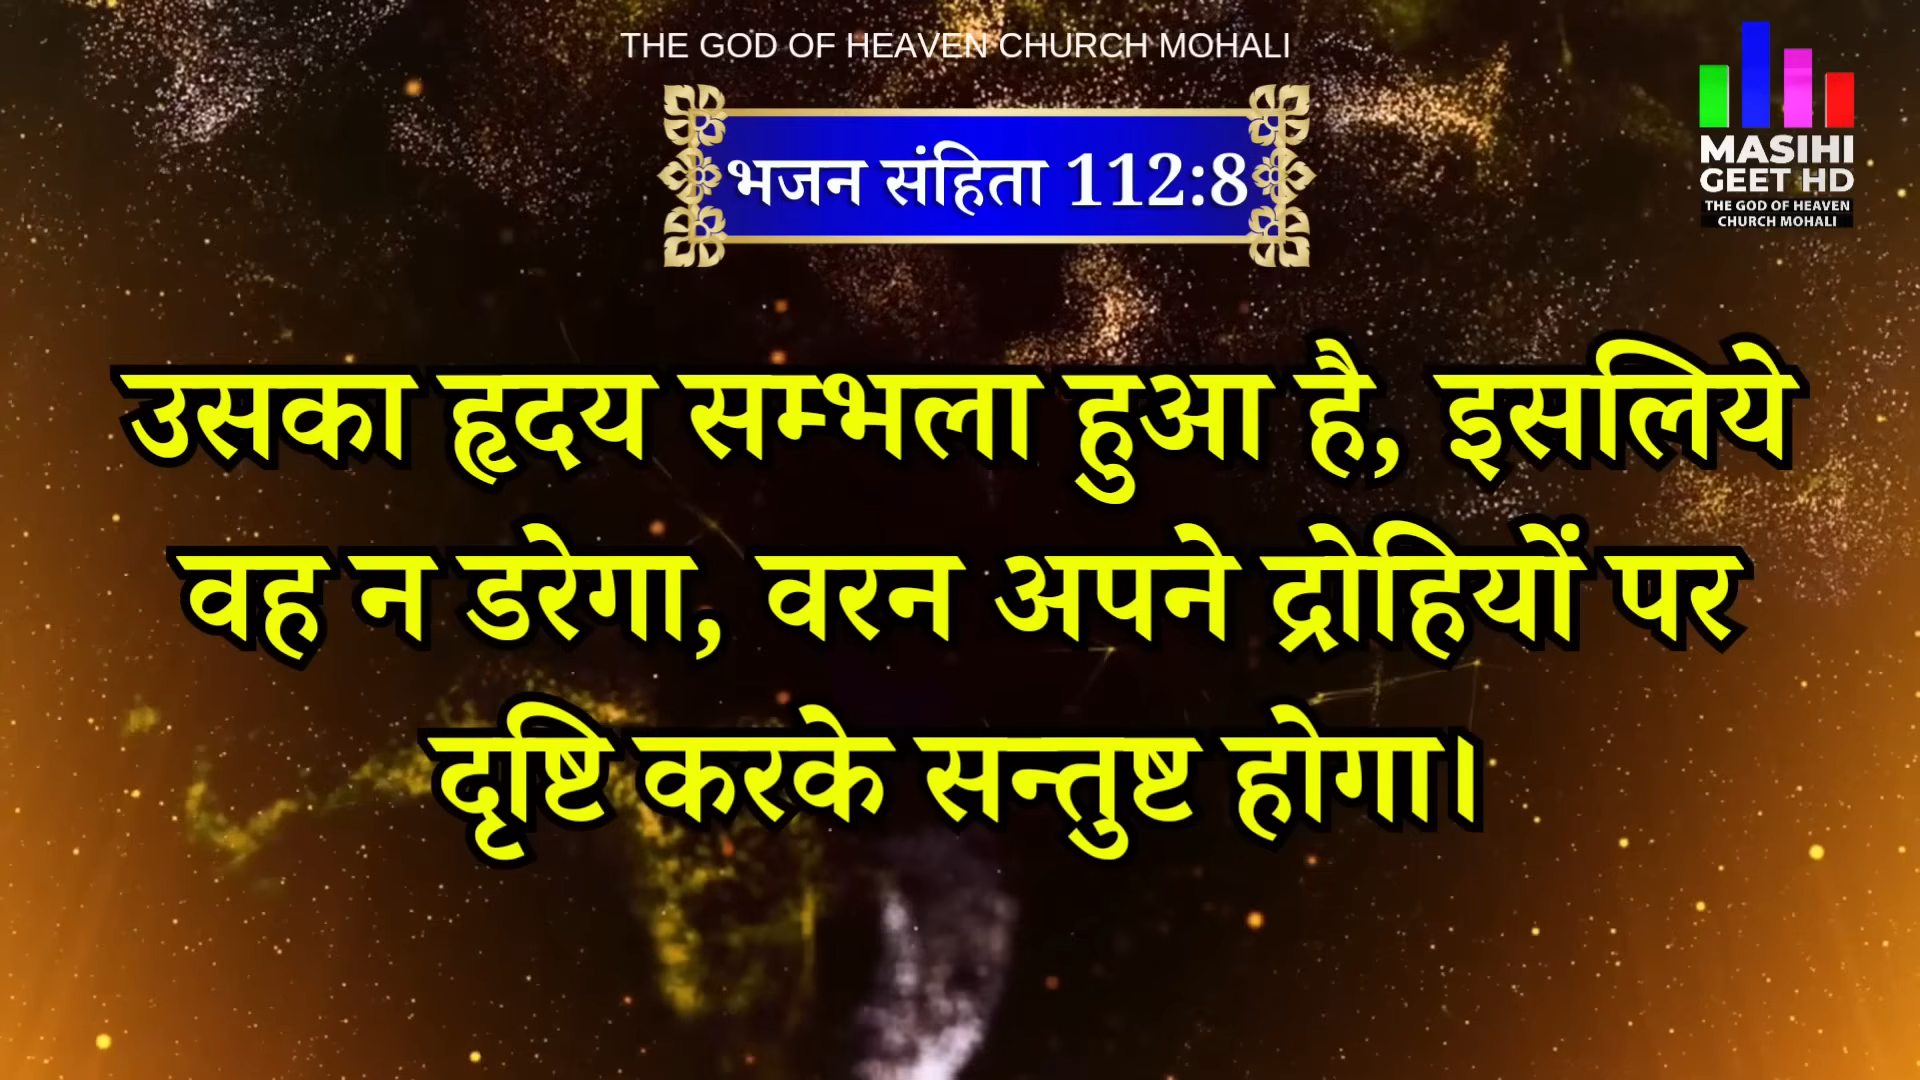 THE GOD OF HEAVEN CHURCH MOHALI
भजन संहिता 112:8
MASIHI
GEET HD
THE GOD OF HEAVEN
CHURCH MOHALI
उसका हृदय सम्भला हुआ है, इसलिये
वह न डरेगा, वरन अपने द्रोहियों पर
दृष्टि करके सन्तुष्ट होगा।